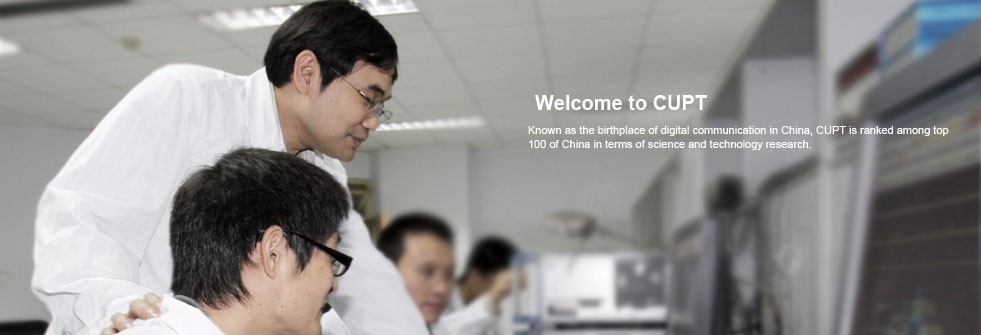 Welcome to CUPT
Known as the birthplace of digital communication in China, CUPT is ranked among top
100 of China in terms of science and technology research.